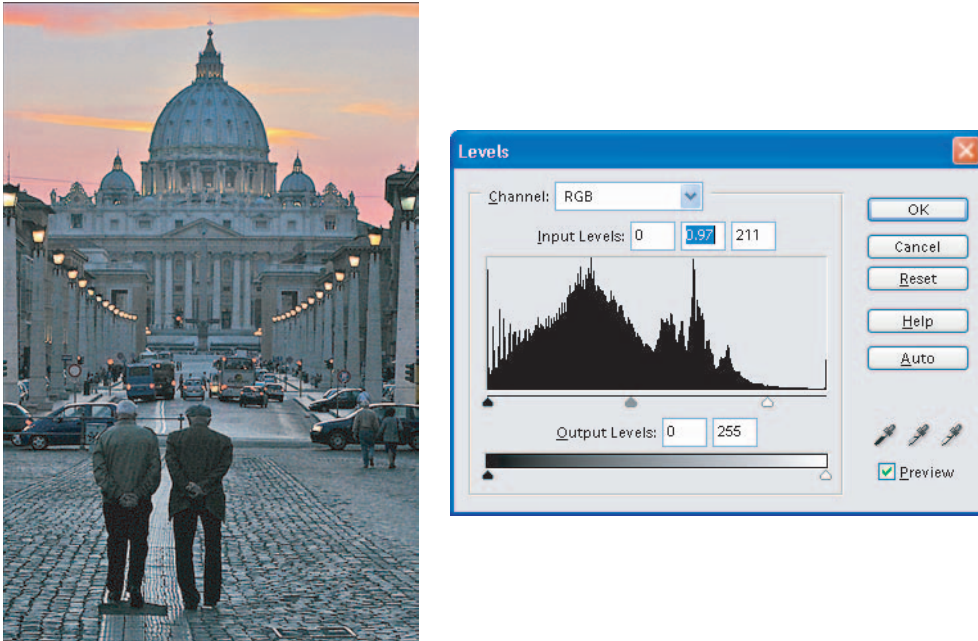 Levels
Channel: RGB
Input Levels: 0 0.97 211
Output Levels: 0 255
OK
Cancel
Reset
Help
Auto
Preview